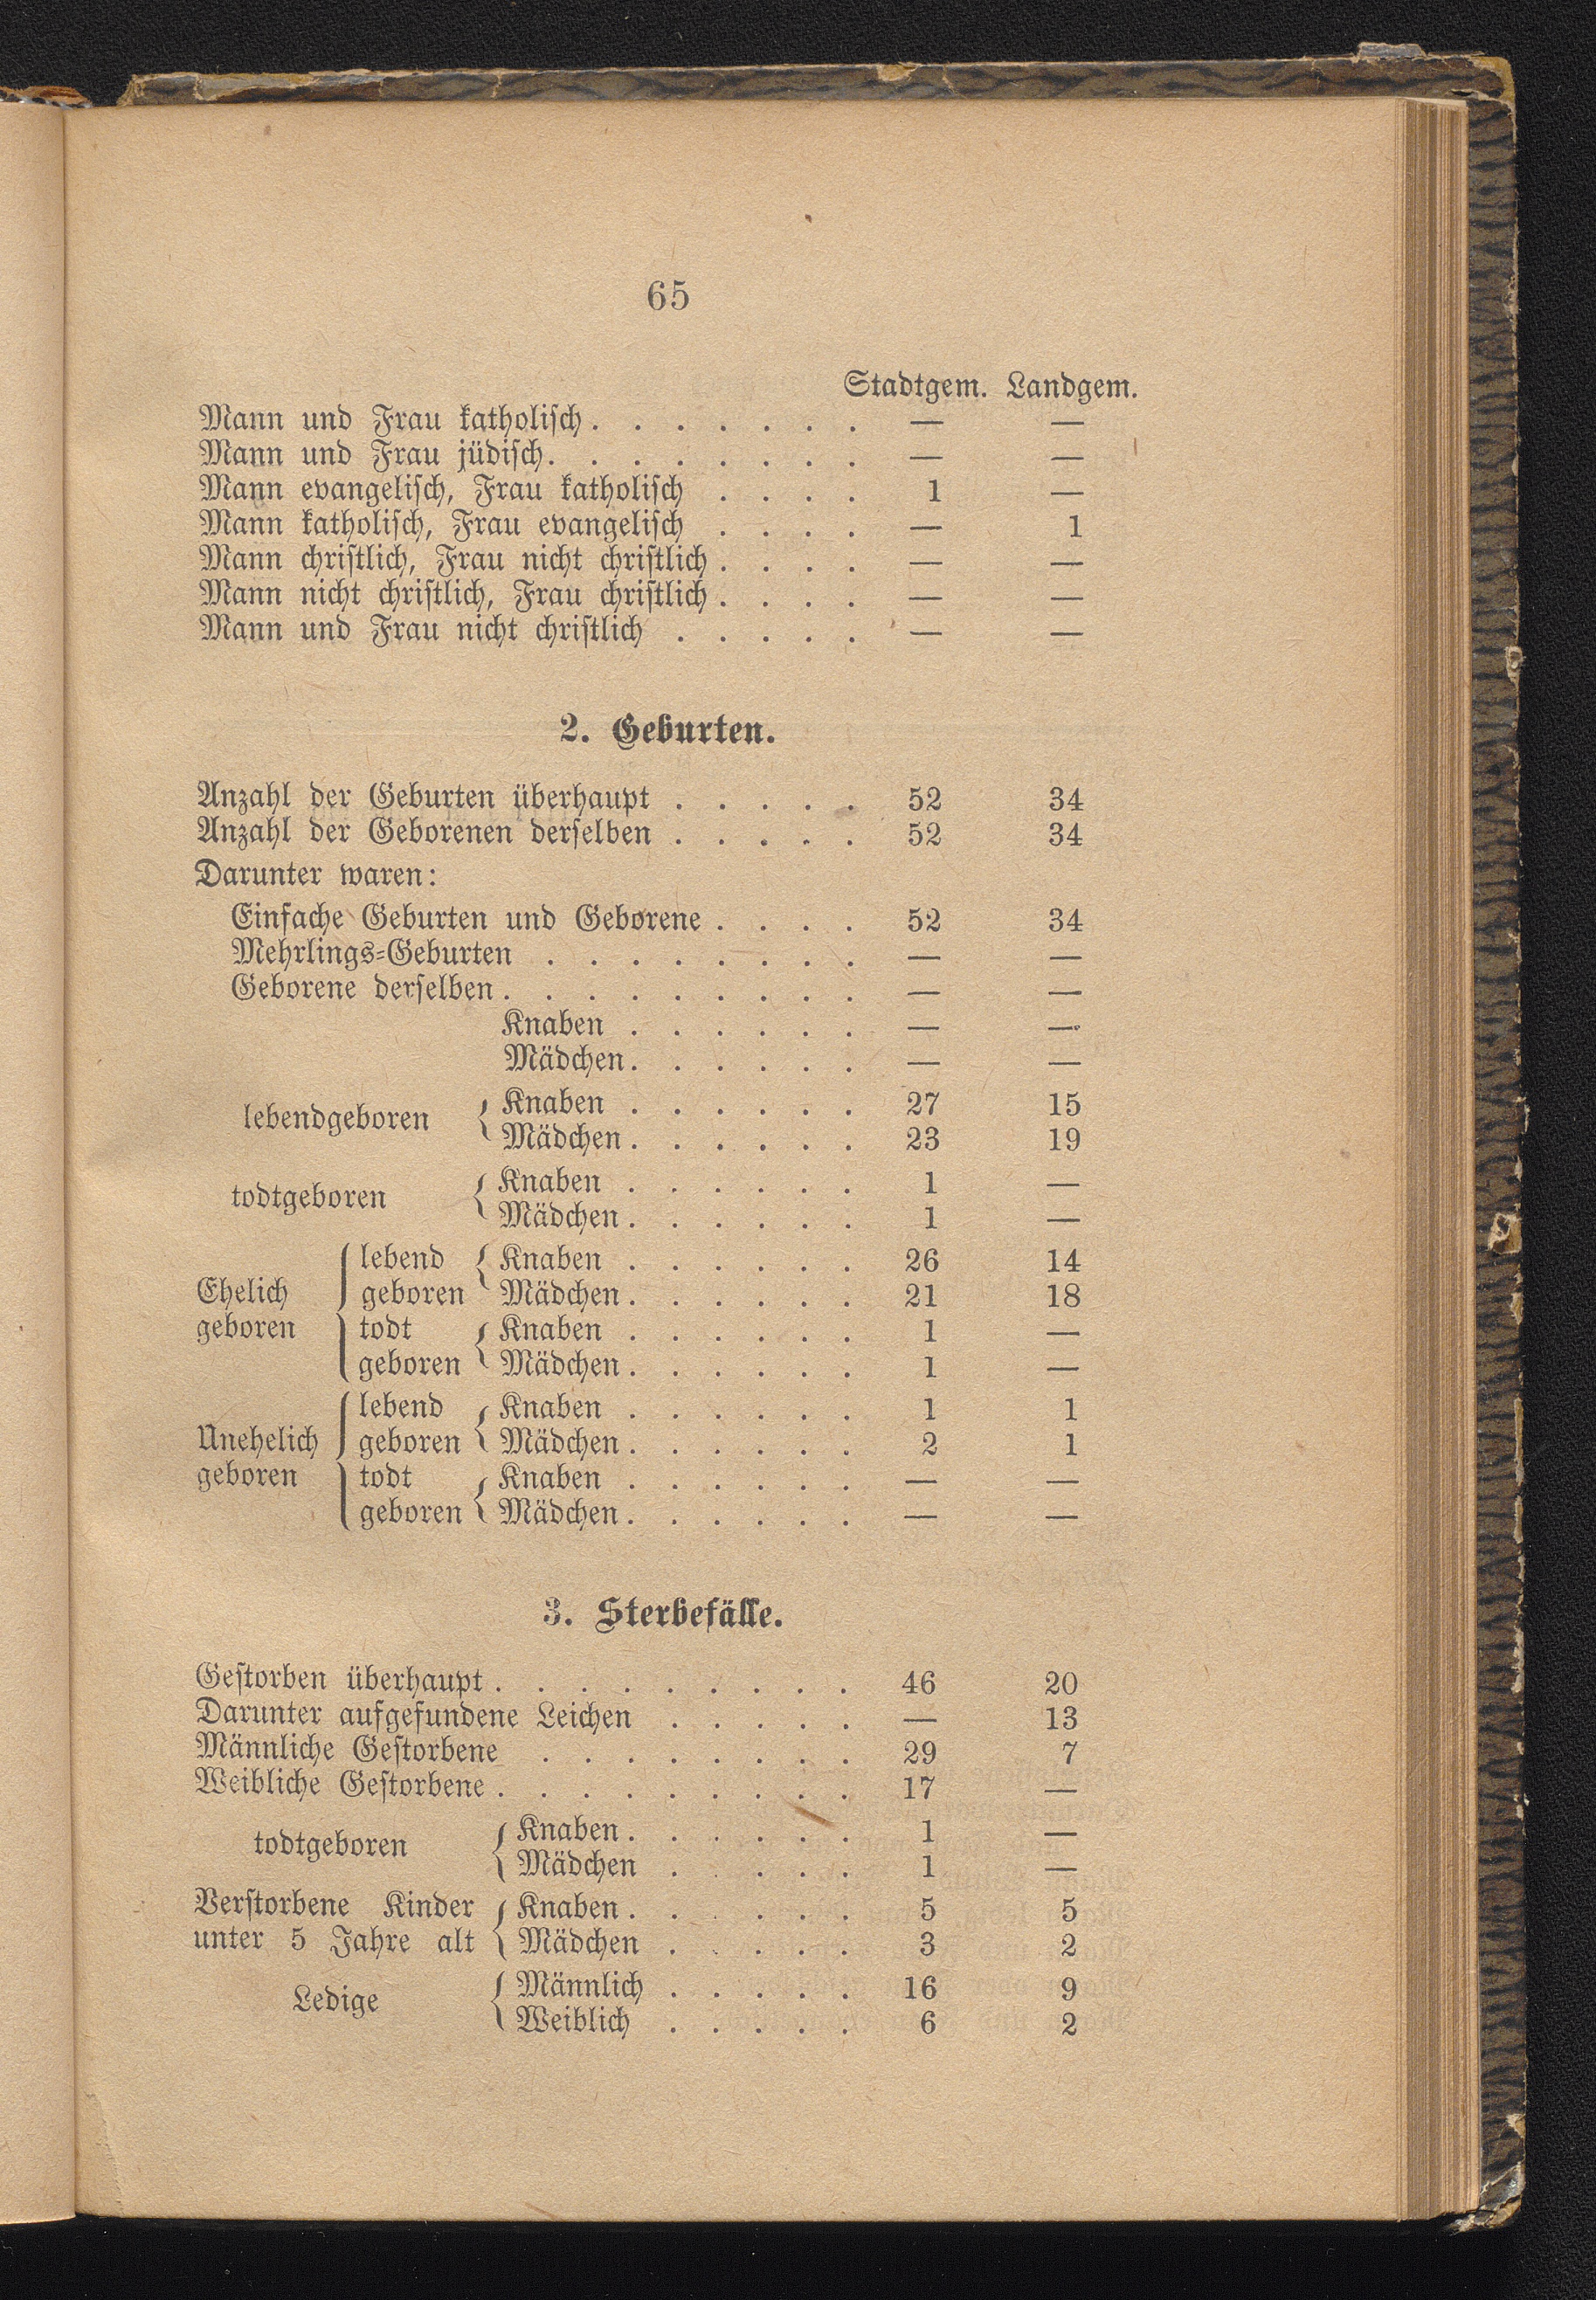 65
Stadtgem. Landgem.
Mann und Frau katholisch . . . . . . . — —
Mann und Frau jüdisch . . . . . . . . — —
Mann evangelisch, Frau katholisch . . . . 1 —
Mann katholisch, Frau evangelisch . . . . — 1
Mann christlich, Frau nicht christlich . . . . — —
Mann nicht christlich, Frau christlich . . . . — —
Mann und Frau nicht christlich . . . . . — —
2. Geburten.
Anzahl der Geburten überhaupt . . . . . 52 34
Anzahl der Geborenen derselben . . . . . 52 34
Darunter waren:
Einfache Geburten und Geborene . . . . 52 34
Mehrlings-Geburten . . . . . . . . — —
Geborene derselben . . . . . . . . . — —
Knaben . . . . . . — —
Mädchen . . . . . . — —
lebendgeboren { Knaben . . . . . . 27 15
Mädchen . . . . . . 23 19
todtgeboren { Knaben . . . . . . 1 —
Mädchen . . . . . . 1 —
lebend { Knaben . . . . . . 26 14
Ehelich geboren Mädchen . . . . . . 21 18
geboren todt { Knaben . . . . . . 1 —
geboren Mädchen . . . . . . 1 —
lebend { Knaben . . . . . . 1 1
Unehelich geboren Mädchen . . . . . . 2 1
geboren todt { Knaben . . . . . . — —
geboren Mädchen . . . . . . — —
3. Sterbefälle.
Gestorben überhaupt . . . . . . . . . 46 20
Darunter aufgefundene Leichen . . . . . — 13
Männliche Gestorbene . . . . . . . . 29 7
Weibliche Gestorbene . . . . . . . . . 17 —
todtgeboren { Knaben . . . . . . 1 —
Mädchen . . . . . 1 —
Verstorbene Kinder { Knaben . . . . . . 5 5
unter 5 Jahre alt Mädchen . . . . . 3 2
Ledige { Männlich . . . . . 16 9
Weiblich . . . . . 6 2